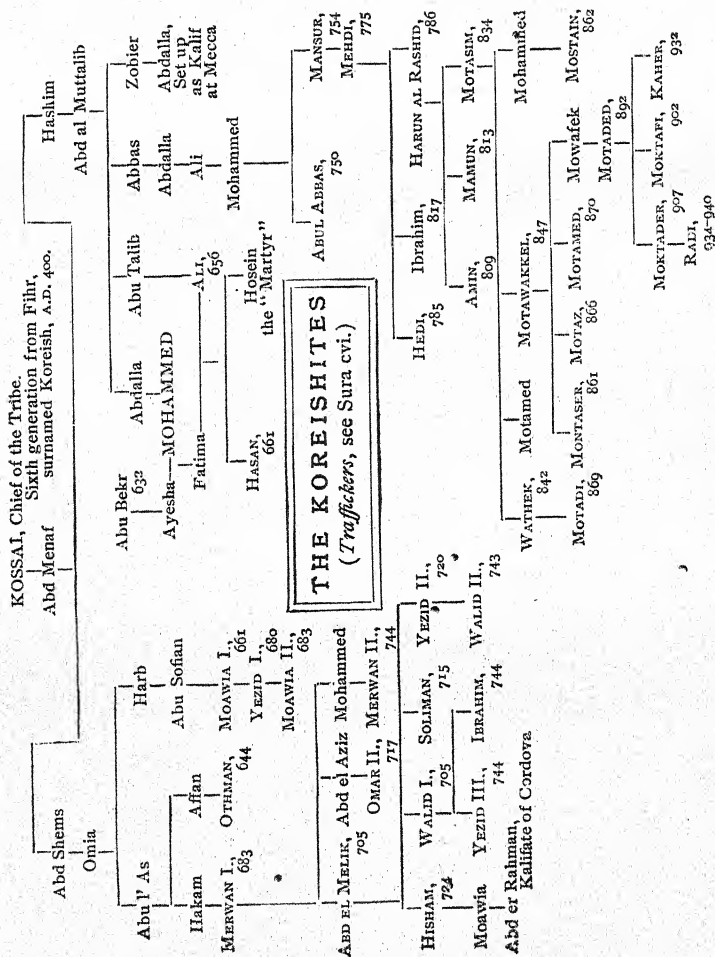 KOSSAI, Chief of the Tribe.
Sixth generation from Fihr,
surnamed Koreish, A.D. 400.
Abd Menaf
Abd Shems
Hashim
Omia
Abd al Muttalib
Abu l' As
Harb
Abu Bekr
632
Abdalla
Abu Talib
Abbas
Zobier
Hakam
Affan
Abu Sofian
Ayesha—MOHAMMED
Abdalla
Abdalla,
Set up
as Kalif
at Mecca
MERWAN I.,
683
OTHMAN,
644
MOAWIA I.,
661
YEZID I.,
680
MOAWIA II.,
683
Fatima
ALI,
656
Ali
Mohammed
HASAN,
661
Hosein
the "Martyr"
THE KOREISHITES
(Traffickers, see Sura cvi.)
ABD EL MELIK,
705
Abd el Aziz
Mohammed
OMAR II.,
717
MERWAN II.,
744
ABUL ABBAS,
750
MANSUR,
754
MEHDI,
775
HISHAM,
724
WALID I.,
705
SOLIMAN,
715
YEZID II.,
720
HEDI,
785
Ibrahim,
817
HARUN AL RASHID,
786
Moawia
YEZID III.,
744
IBRAHIM,
744
WALID II.,
743
AMIN,
809
MAMUN,
813
MOTASIM,
834
Abd er Rahman,
Kalifate of Cordova
WATHEK,
842
Motamed
MOTAWAKKEL,
847
Mohammed
MOTADI,
869
MONTASER,
861
MOTAZ,
866
MOTAMED,
870
Mowafek
MOSTAIN,
862
MOTADED,
892
MOKTADER,
907
MOKTAFI,
902
KAHER,
932
RADI,
934-940